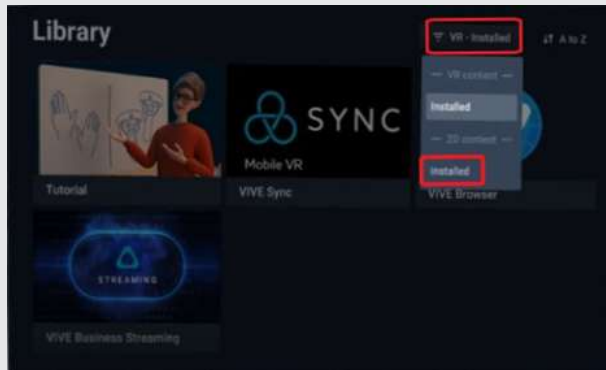 Library
VR - Installed
A to Z
— VR content —
Installed
— 2D content —
Installed
SYNC
Mobile VR
Tutorial
VIVE Sync
VIVE Browser
STREAMING
VIVE Business Streaming